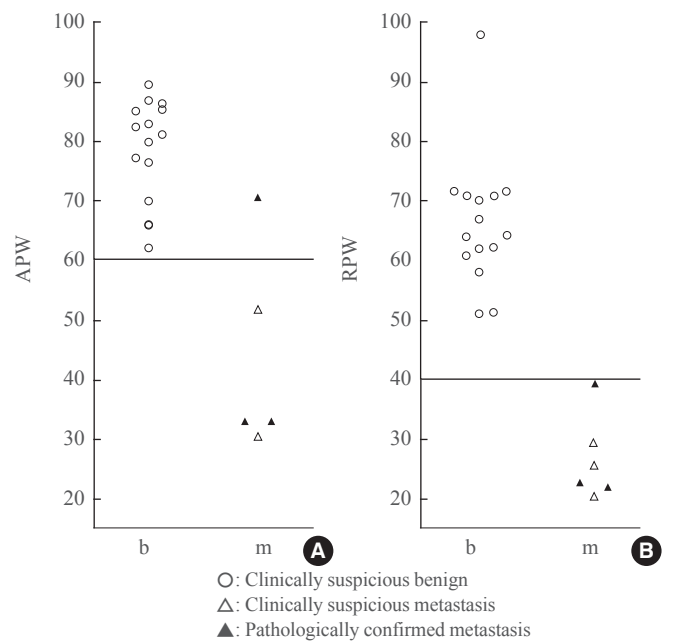 100
90
80
70
60
50
40
30
20
APW
b
m
A
100
90
80
70
60
50
40
30
20
RPW
b
m
B
: Clinically suspicious benign
: Clinically suspicious metastasis
: Pathologically confirmed metastasis